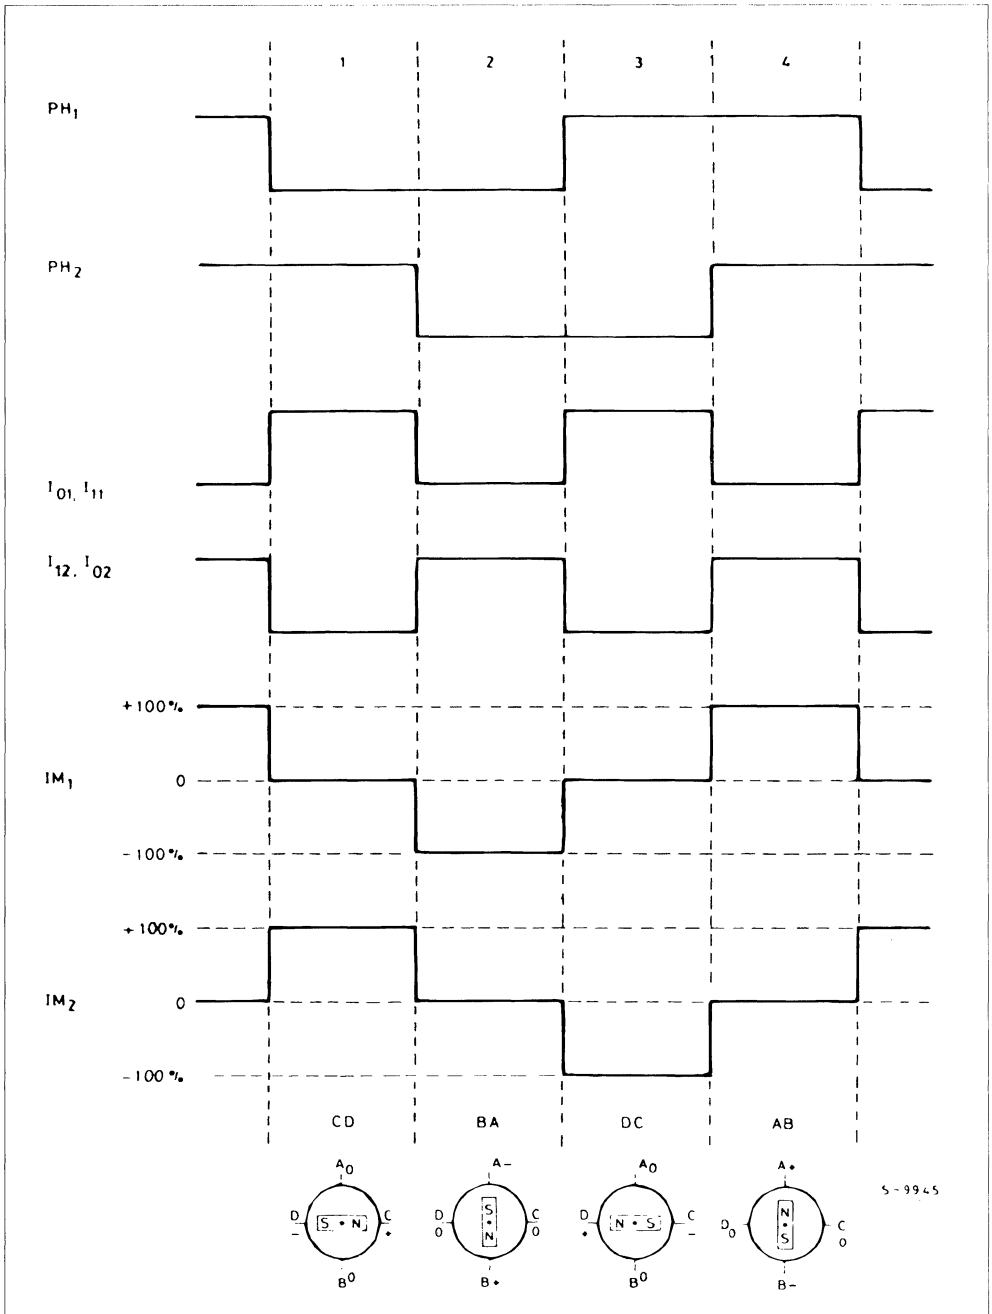 1 2 3 4
PH1
PH2
I01, I11
I12, I02
+100%
IM1 0
-100%
+100%
IM2 0
-100%
CD BA DC AB
A0 A- A0 A+
S-9945
D S • N C
- +
B0
D S • N C
0 0
B+
D N • S C
+ -
B0
D0 N • S C
0
B-